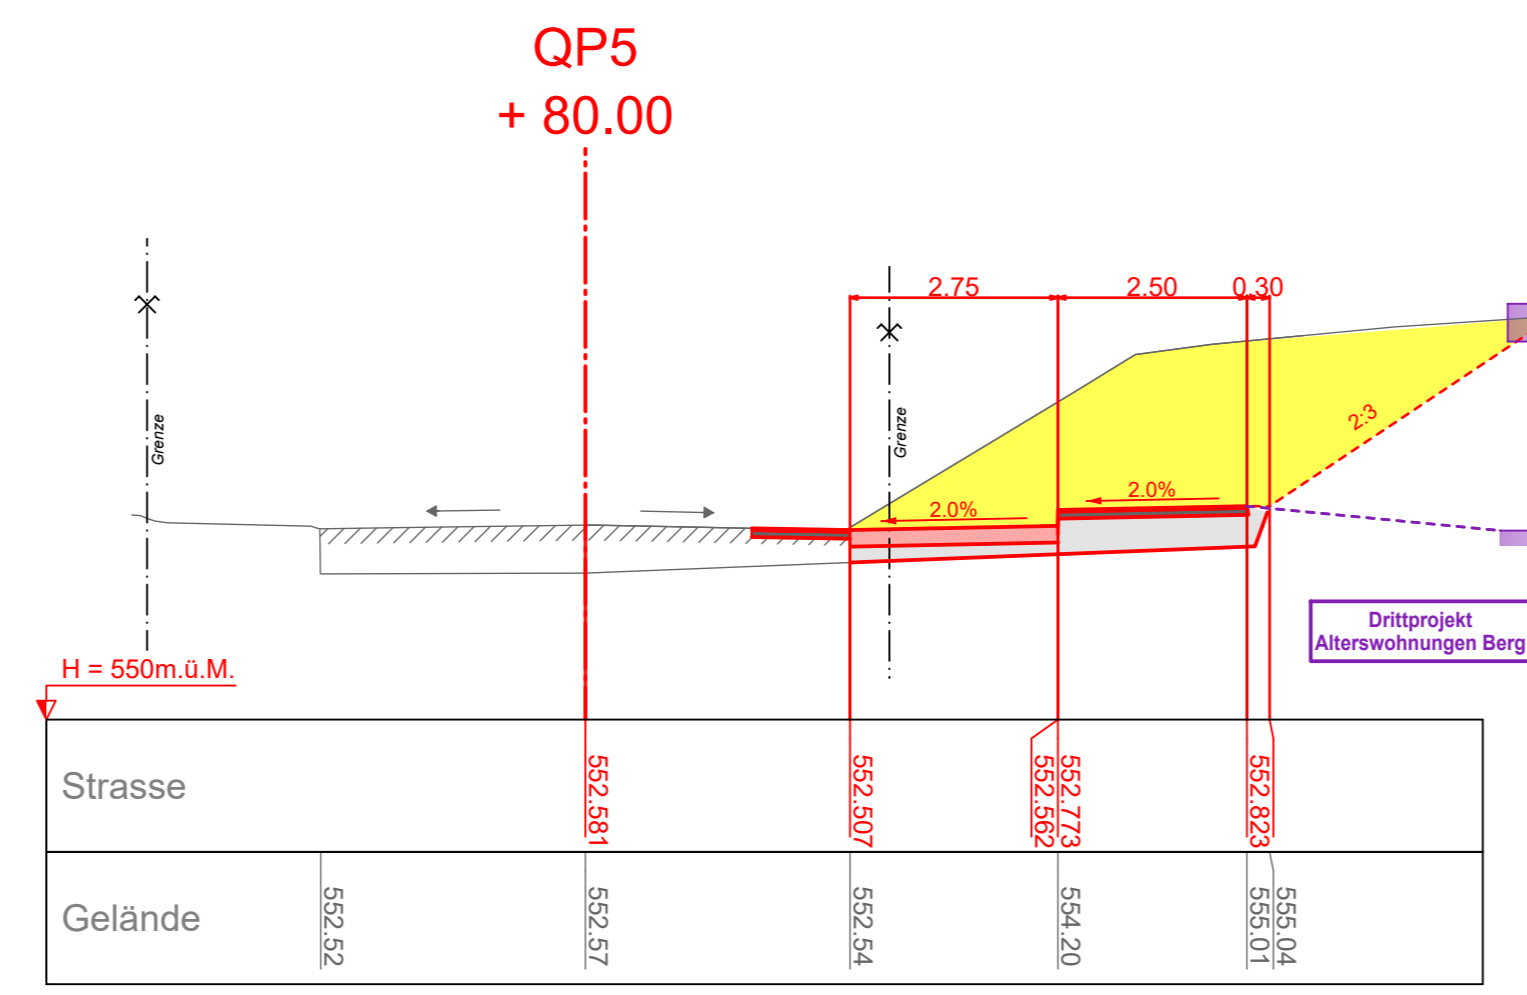 QP5
+ 80.00
2.75
2.50
0.30
Grenze
Grenze
2:3
2.0%
2.0%
Drittprojekt
Alterswohnungen Berg
H = 550m.ü.M.
Strasse
552.581
552.507
552.562
552.773
552.823
Gelände
552.52
552.57
552.54
554.20
555.01
555.04